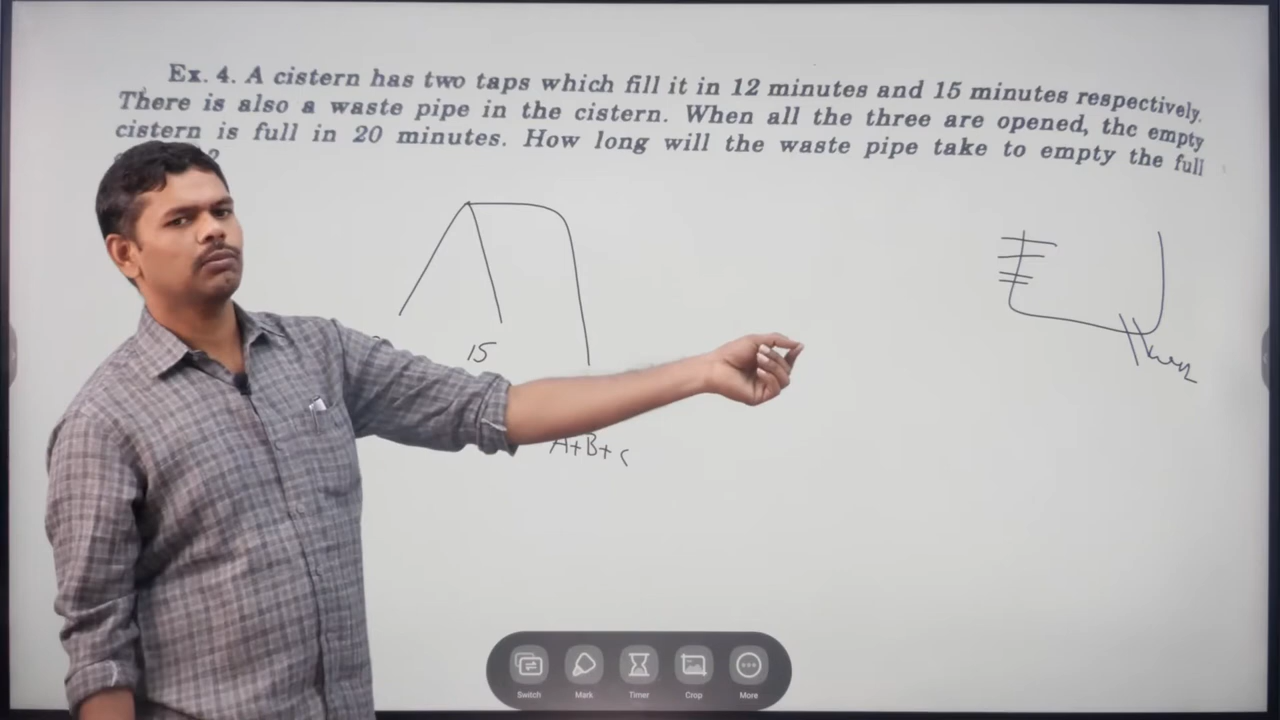 Ex. 4. A cistern has two taps which fill it in 12 minutes and 15 minutes respectively.
There is also a waste pipe in the cistern. When all the three are opened, thc empty
cistern is full in 20 minutes. How long will the waste pipe take to empty the full
?
15
A+B+C
Switch Mark Timer Crop More